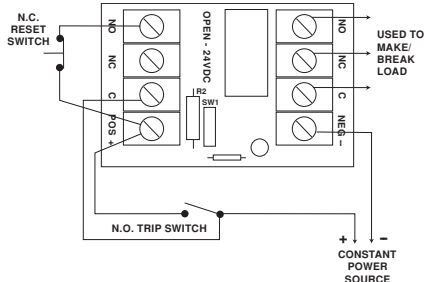 N.C.
RESET
SWITCH
NO
NC
C
POS +
OPEN - 24VDC
R2
SW1
NO
NC
C
NEG –
USED TO
MAKE/
BREAK
LOAD
N.O. TRIP SWITCH
+ –
CONSTANT
POWER
SOURCE